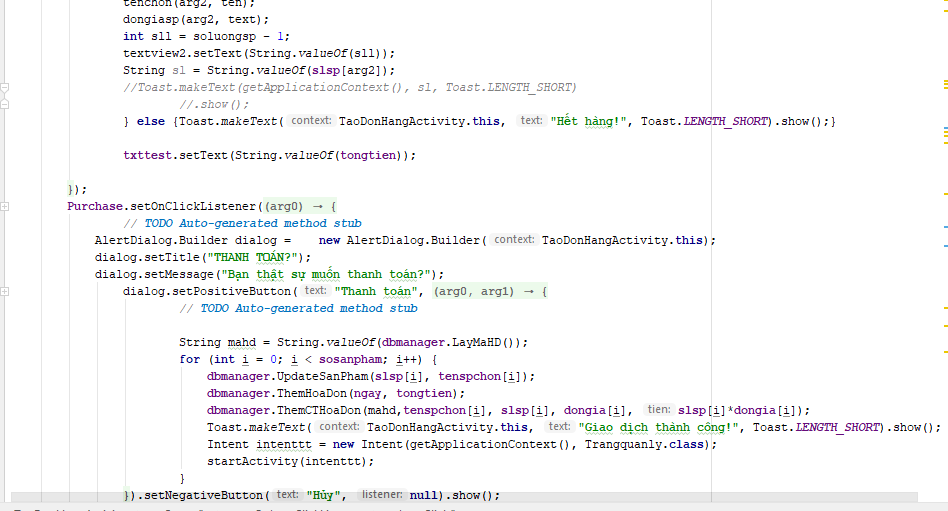 tenchon(arg2, ten);
dongiasp(arg2, text);
int sll = soluongsp - 1;
textview2.setText(String.valueOf(sll));
String sl = String.valueOf(slsp[arg2]);
//Toast.makeText(getApplicationContext(), sl, Toast.LENGTH_SHORT)
//.show();
} else {Toast.makeText( context: TaoDonHangActivity.this, text: "Hết hàng!", Toast.LENGTH_SHORT).show();}
txttest.setText(String.valueOf(tongtien));
});
Purchase.setOnClickListener((arg0) → {
// TODO Auto-generated method stub
AlertDialog.Builder dialog = new AlertDialog.Builder( context: TaoDonHangActivity.this);
dialog.setTitle("THANH TOÁN?");
dialog.setMessage("Bạn thật sự muốn thanh toán?");
dialog.setPositiveButton( text: "Thanh toán", (arg0, arg1) → {
// TODO Auto-generated method stub
String mahd = String.valueOf(dbmanager.LayMaHD());
for (int i = 0; i < sosanpham; i++) {
dbmanager.UpdateSanPham(slsp[i], tenspchon[i]);
dbmanager.ThemHoaDon(ngay, tongtien);
dbmanager.ThemCTHoaDon(mahd,tenspchon[i], slsp[i], dongia[i], tien: slsp[i]*dongia[i]);
Toast.makeText( context: TaoDonHangActivity.this, text: "Giao dịch thành công!", Toast.LENGTH_SHORT).show();
Intent intenttt = new Intent(getApplicationContext(), Trangquanly.class);
startActivity(intenttt);
}
}).setNegativeButton( text: "Hủy", listener: null).show();